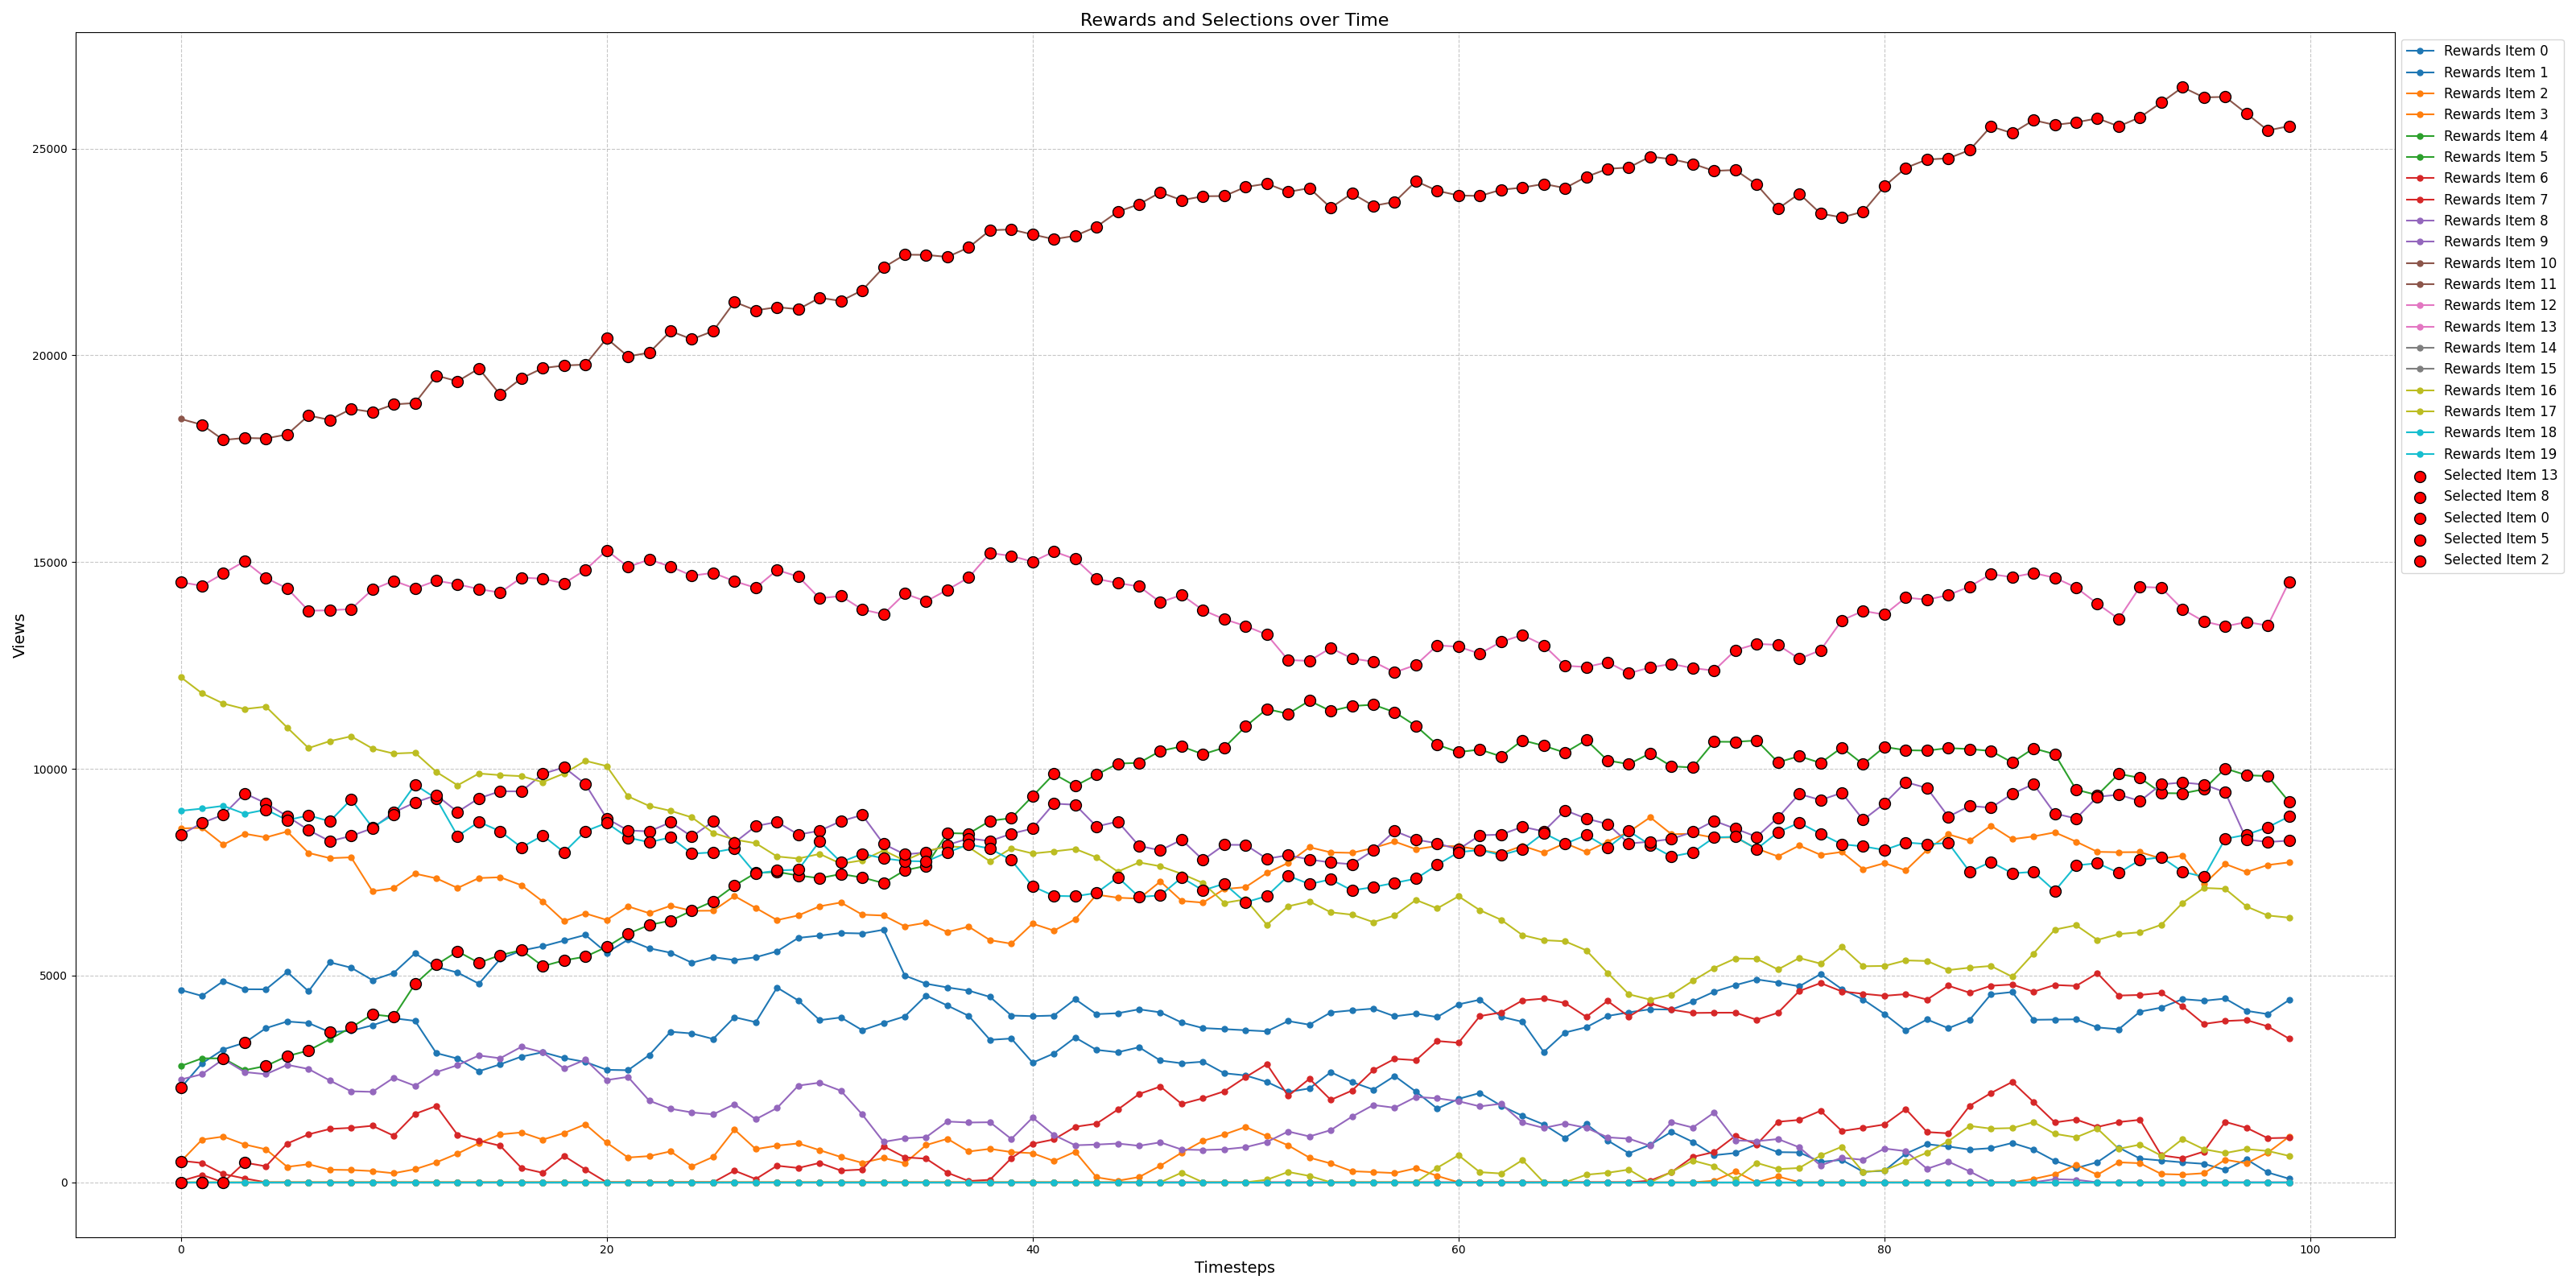 Rewards and Selections over Time
Views
25000
20000
15000
10000
5000
0
0
20
40
60
80
100
Timesteps
Rewards Item 0
Rewards Item 1
Rewards Item 2
Rewards Item 3
Rewards Item 4
Rewards Item 5
Rewards Item 6
Rewards Item 7
Rewards Item 8
Rewards Item 9
Rewards Item 10
Rewards Item 11
Rewards Item 12
Rewards Item 13
Rewards Item 14
Rewards Item 15
Rewards Item 16
Rewards Item 17
Rewards Item 18
Rewards Item 19
Selected Item 13
Selected Item 8
Selected Item 0
Selected Item 5
Selected Item 2